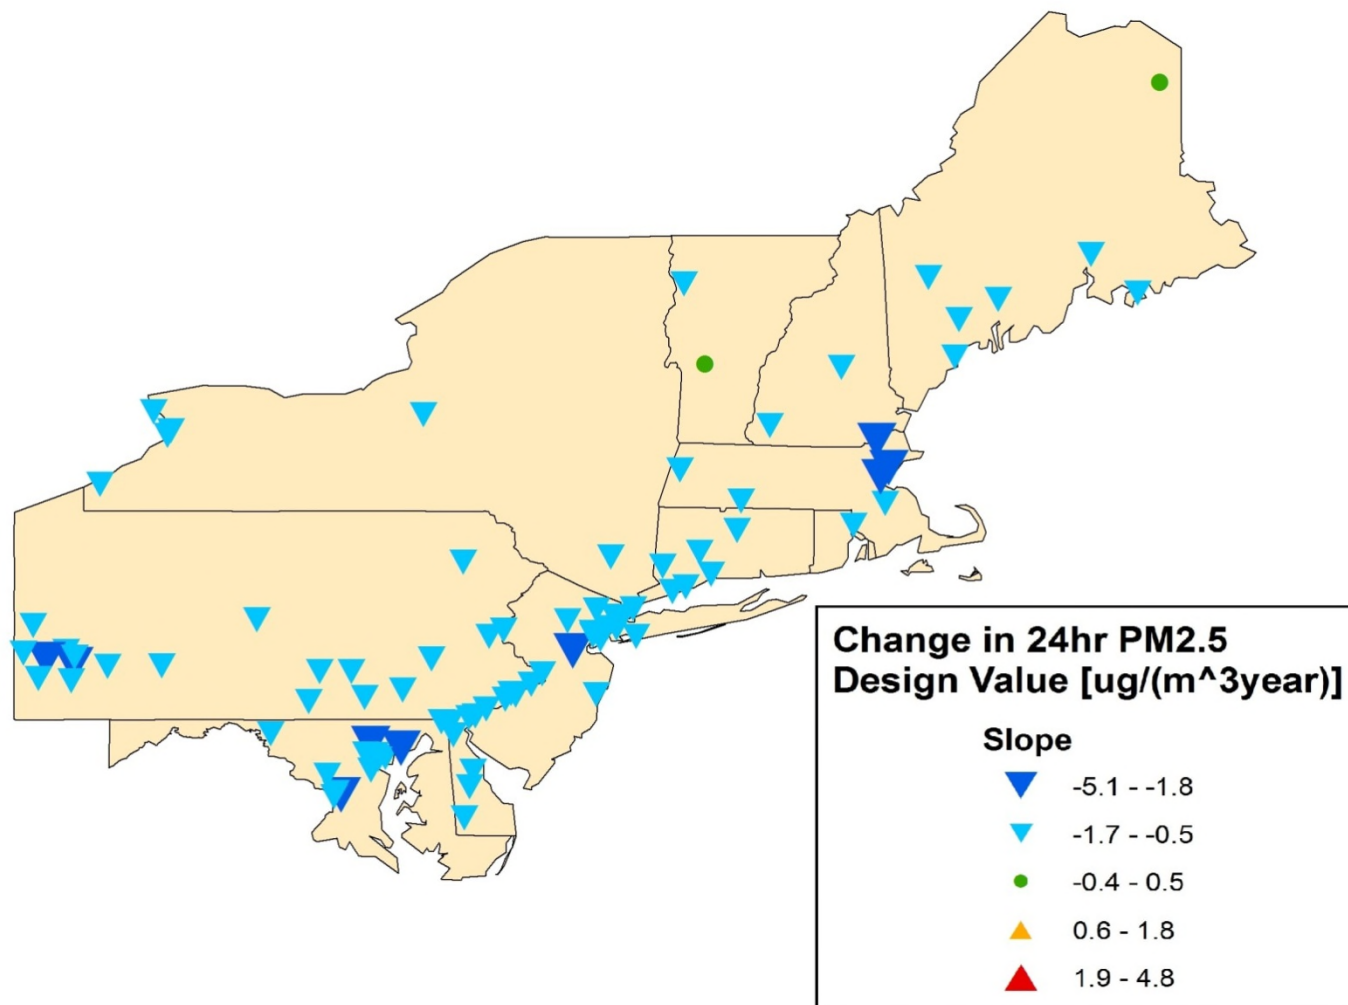 Change in 24hr PM2.5
Design Value [ug/(m^3year)]
Slope
-5.1 - -1.8
-1.7 - -0.5
-0.4 - 0.5
0.6 - 1.8
1.9 - 4.8